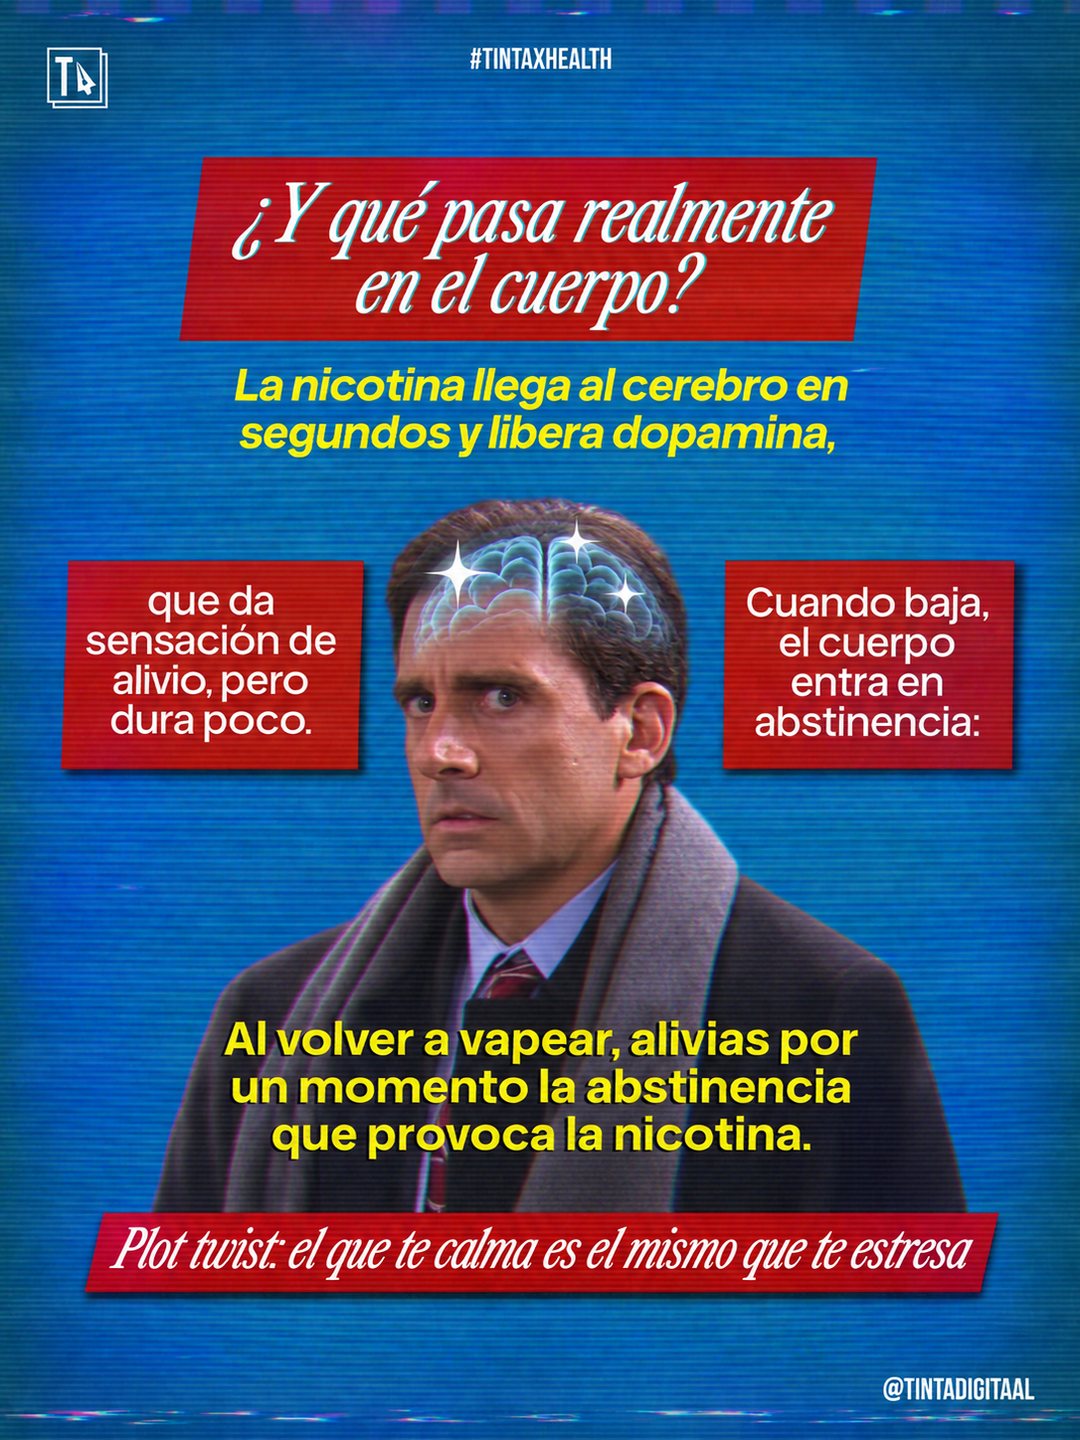 #TINTAXHEALTH
¿Y qué pasa realmente
en el cuerpo?
La nicotina llega al cerebro en
segundos y libera dopamina,
que da
sensación de
alivio, pero
dura poco.
Cuando baja,
el cuerpo
entra en
abstinencia:
Al volver a vapear, alivias por
un momento la abstinencia
que provoca la nicotina.
Plot twist: el que te calma es el mismo que te estresa
@TINTADIGITAAL